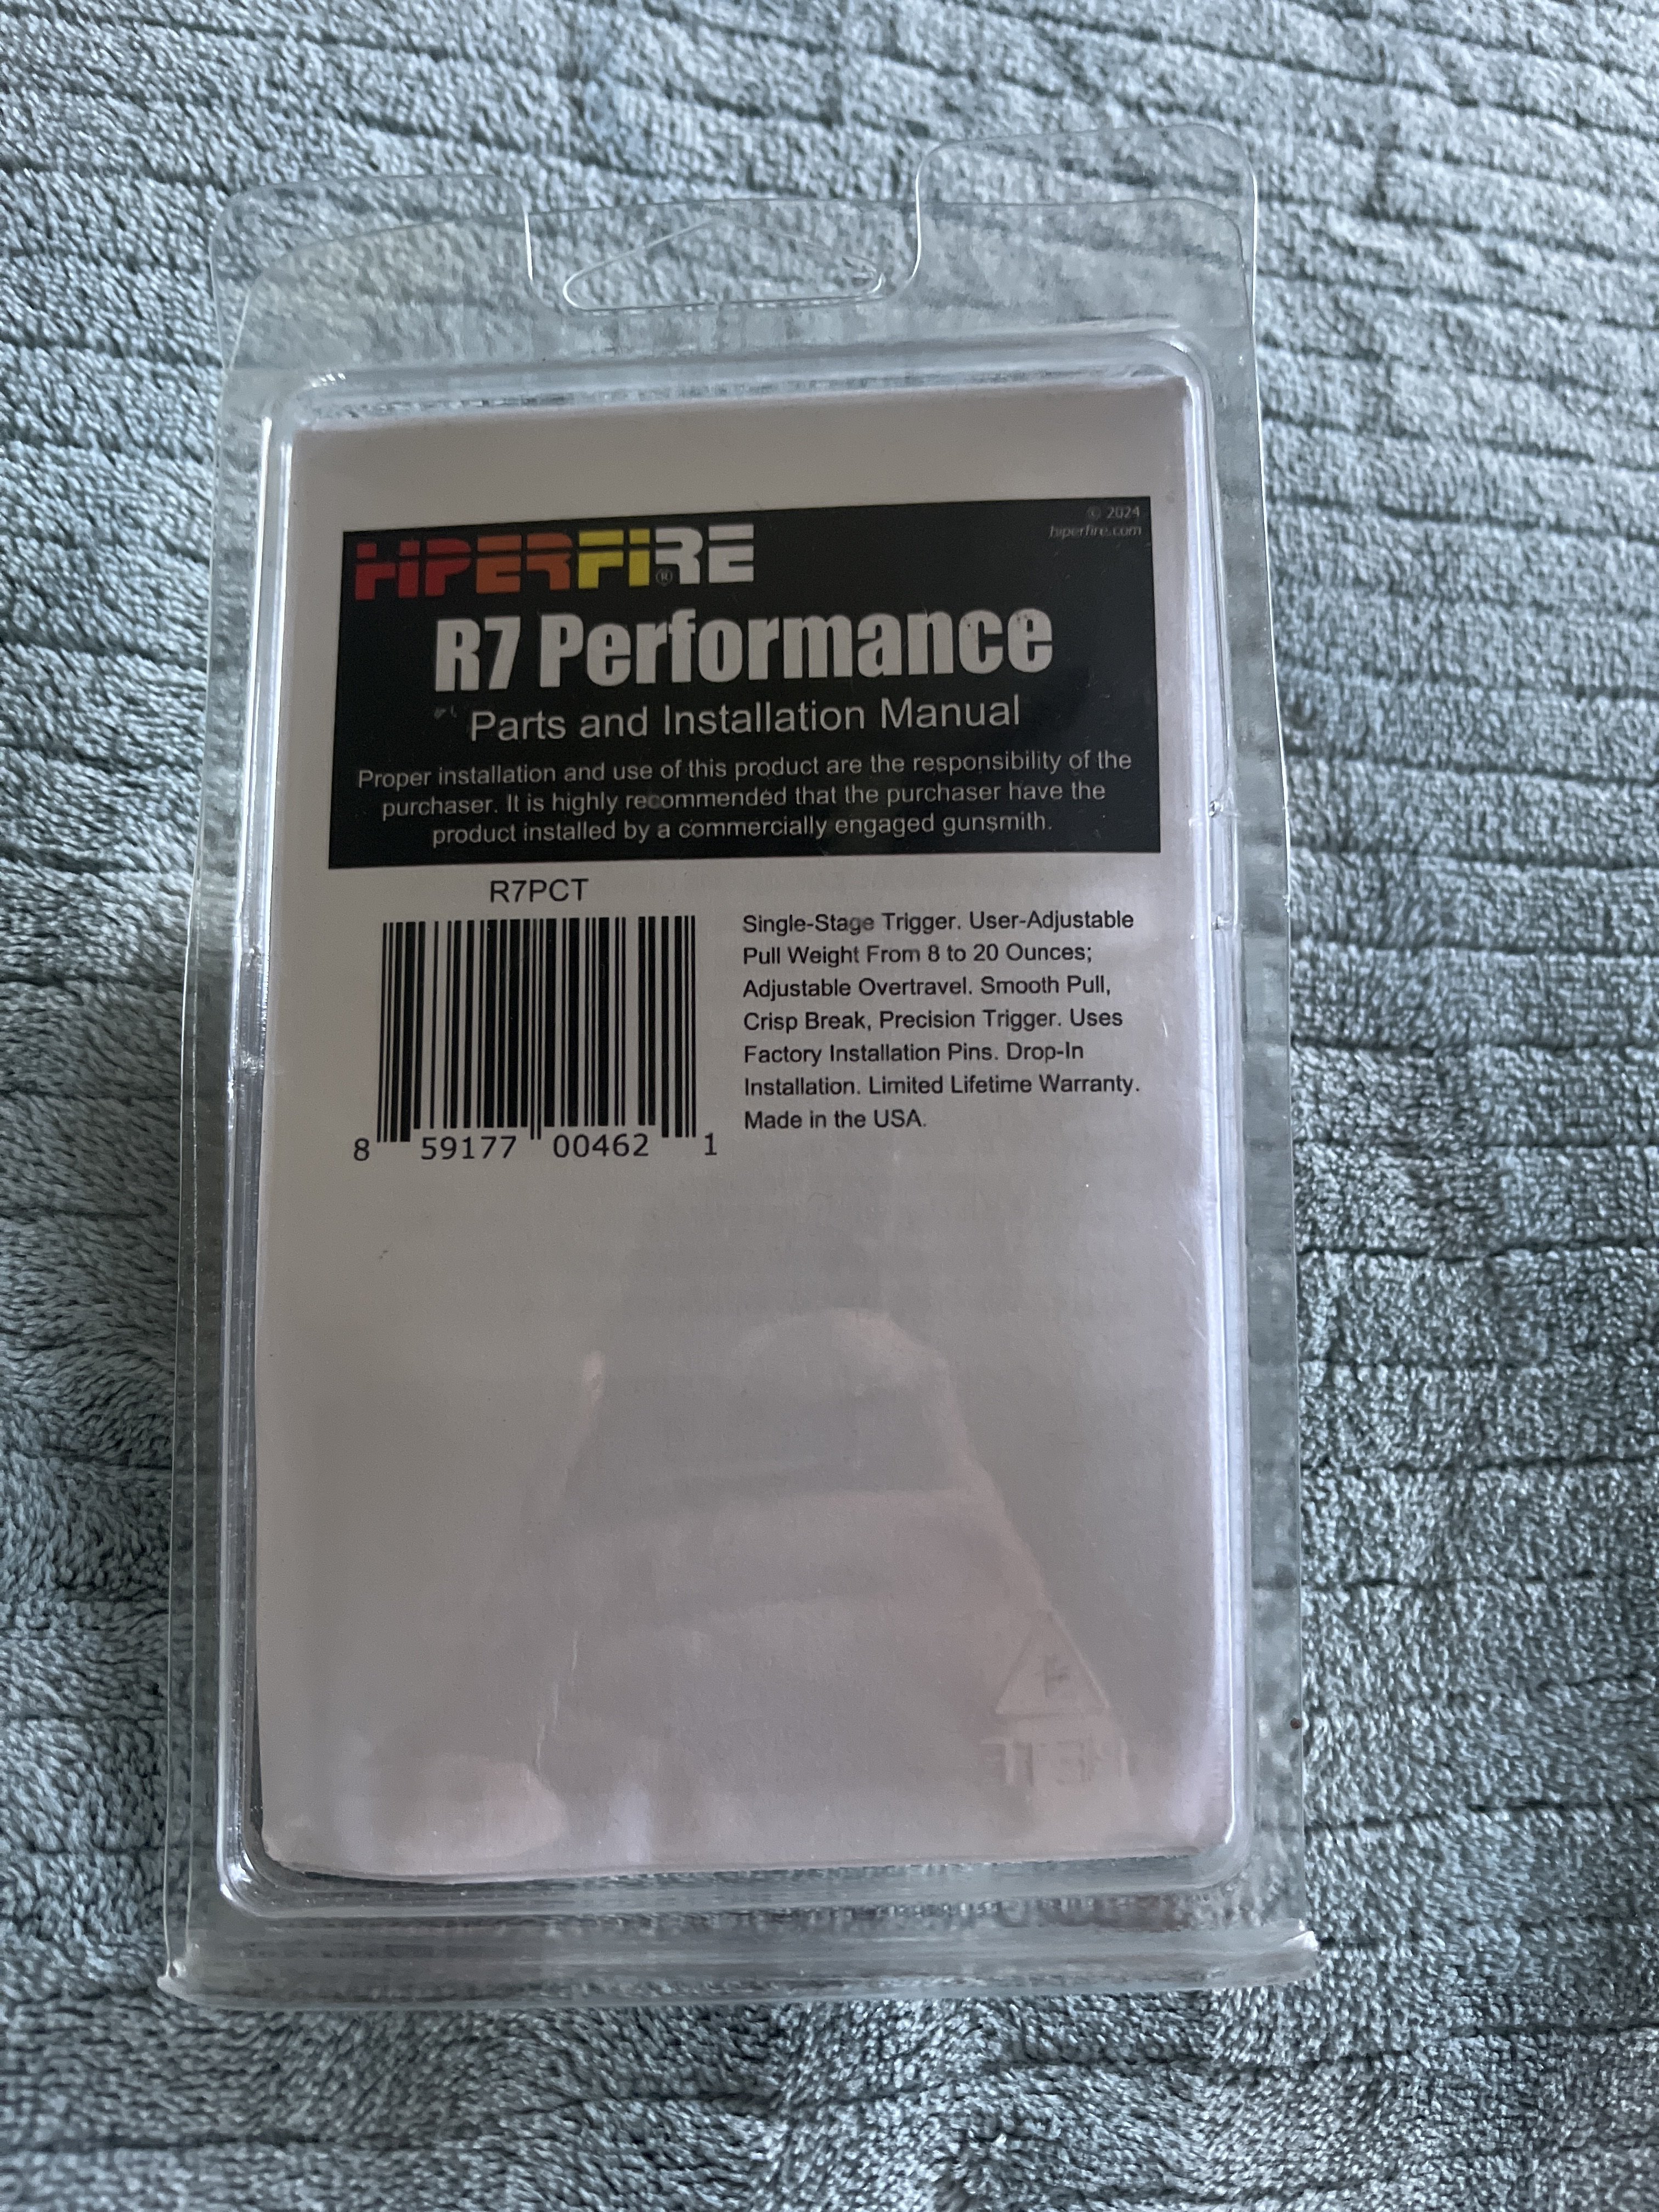 HIPERFIRE®
© 2024
hiperfire.com
R7 Performance
Parts and Installation Manual
Proper installation and use of this product are the responsibility of the
purchaser. It is highly recommended that the purchaser have the
product installed by a commercially engaged gunsmith.
R7PCT
8 59177 00462 1
Single-Stage Trigger. User-Adjustable
Pull Weight From 8 to 20 Ounces;
Adjustable Overtravel. Smooth Pull,
Crisp Break, Precision Trigger. Uses
Factory Installation Pins. Drop-In
Installation. Limited Lifetime Warranty.
Made in the USA.